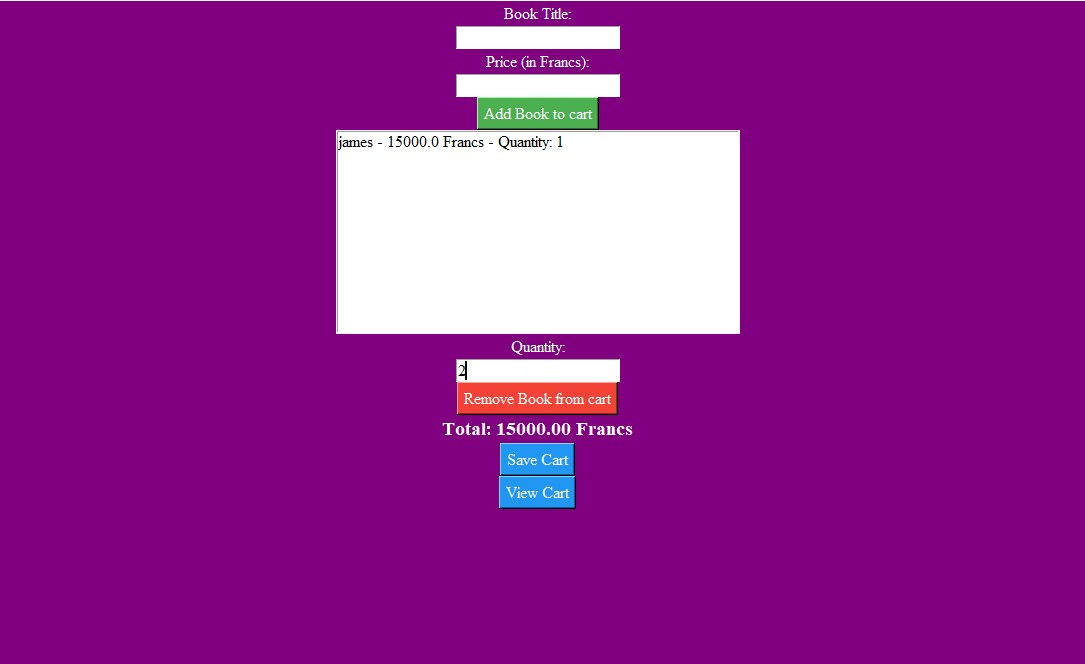 Book Title:
Price (in Francs):
Add Book to cart
james - 15000.0 Francs - Quantity: 1
Quantity:
2
Remove Book from cart
Total: 15000.00 Francs
Save Cart
View Cart